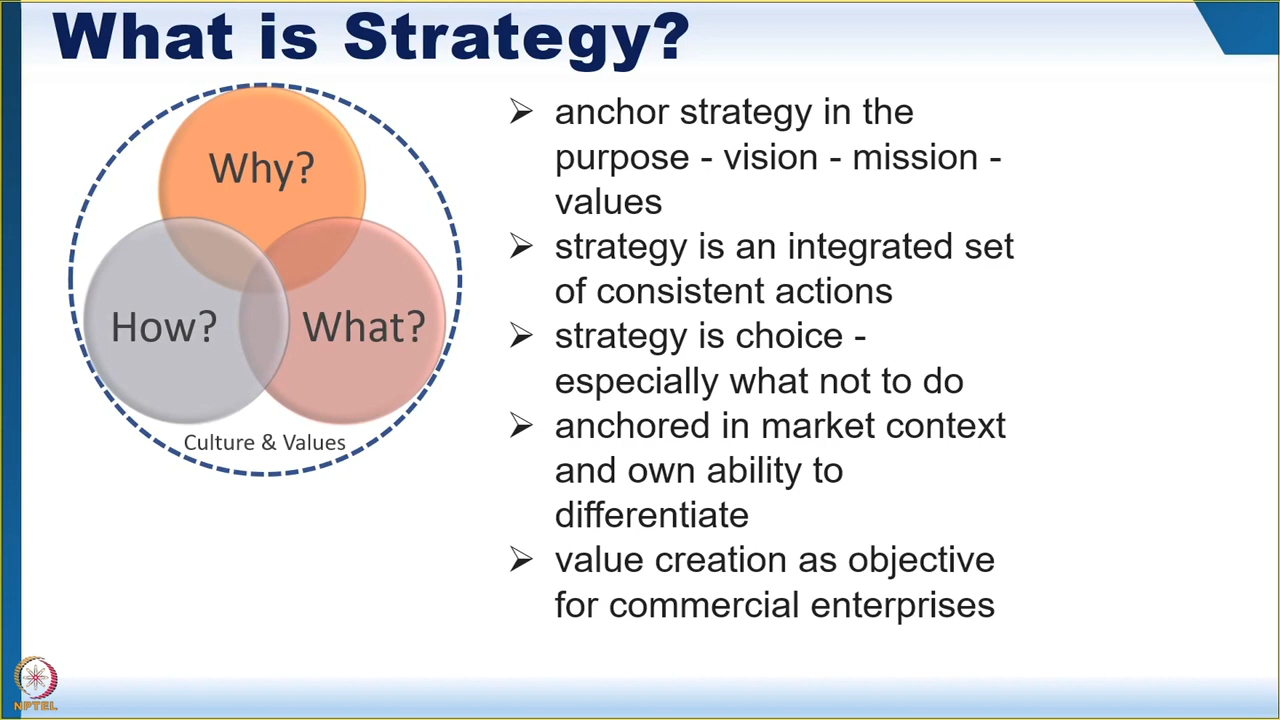 What is Strategy?
Why?
How?
What?
Culture & Values
➢ anchor strategy in the
purpose - vision - mission -
values
➢ strategy is an integrated set
of consistent actions
➢ strategy is choice -
especially what not to do
➢ anchored in market context
and own ability to
differentiate
➢ value creation as objective
for commercial enterprises
NPTEL